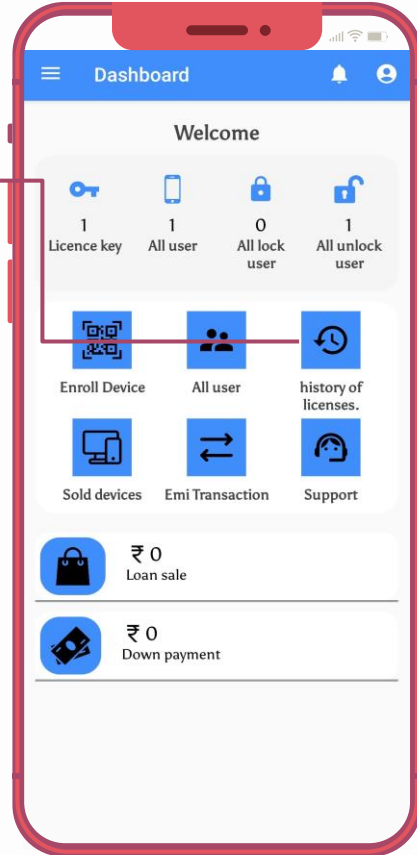 Dashboard
Welcome
1
Licence key
1
All user
0
All lock
user
1
All unlock
user
Enroll Device
All user
history of
licenses.
Sold devices
Emi Transaction
Support
₹ 0
Loan sale
₹ 0
Down payment